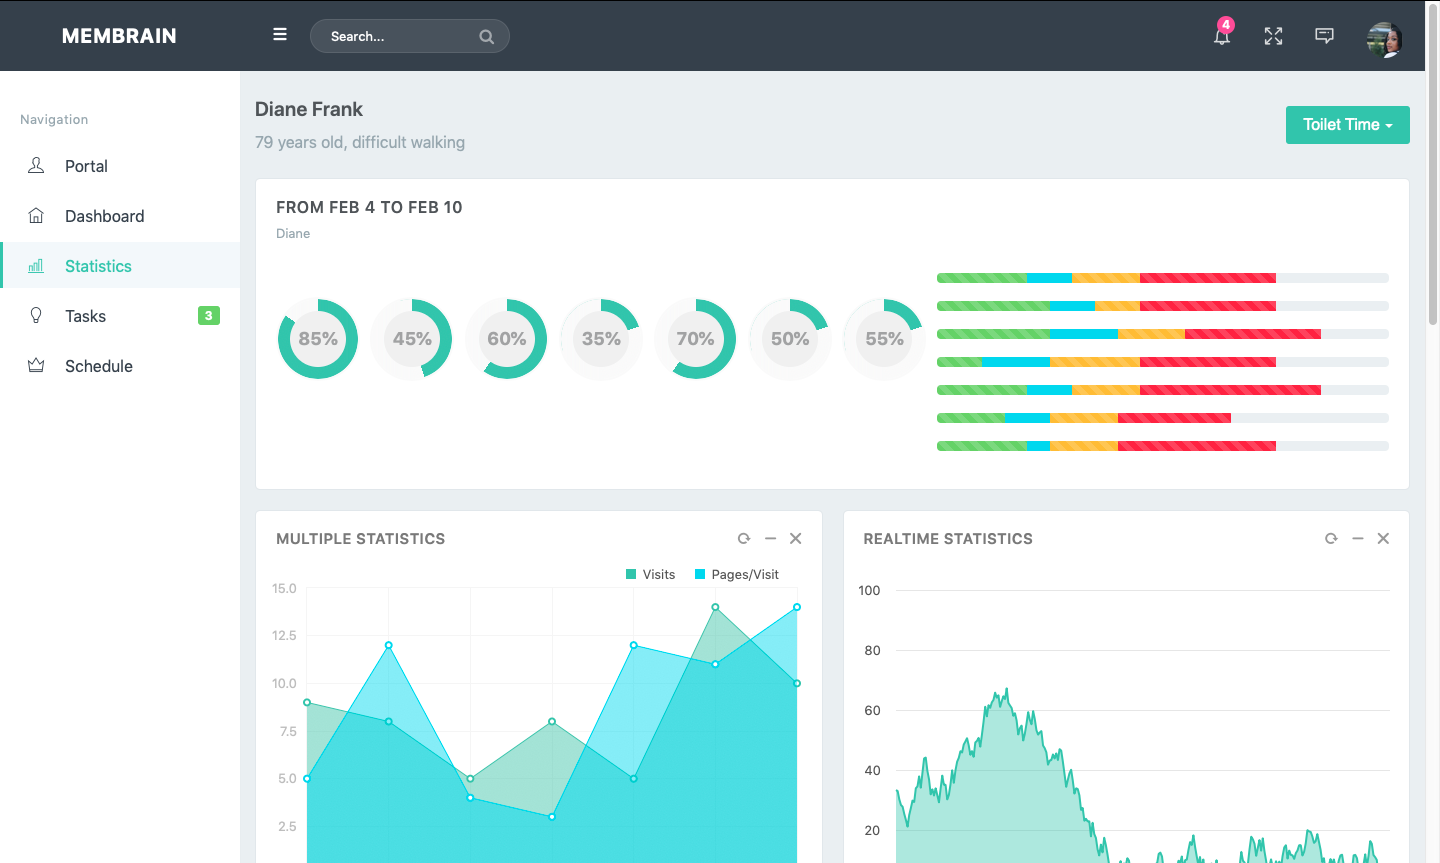 MEMBRAIN
Search...
4
Navigation
Portal
Dashboard
Statistics
Tasks
3
Schedule
Diane Frank
79 years old, difficult walking
Toilet Time
FROM FEB 4 TO FEB 10
Diane
85%
45%
60%
35%
70%
50%
55%
MULTIPLE STATISTICS
Visits
Pages/Visit
15.0
12.5
10.0
7.5
5.0
2.5
REALTIME STATISTICS
100
80
60
40
20